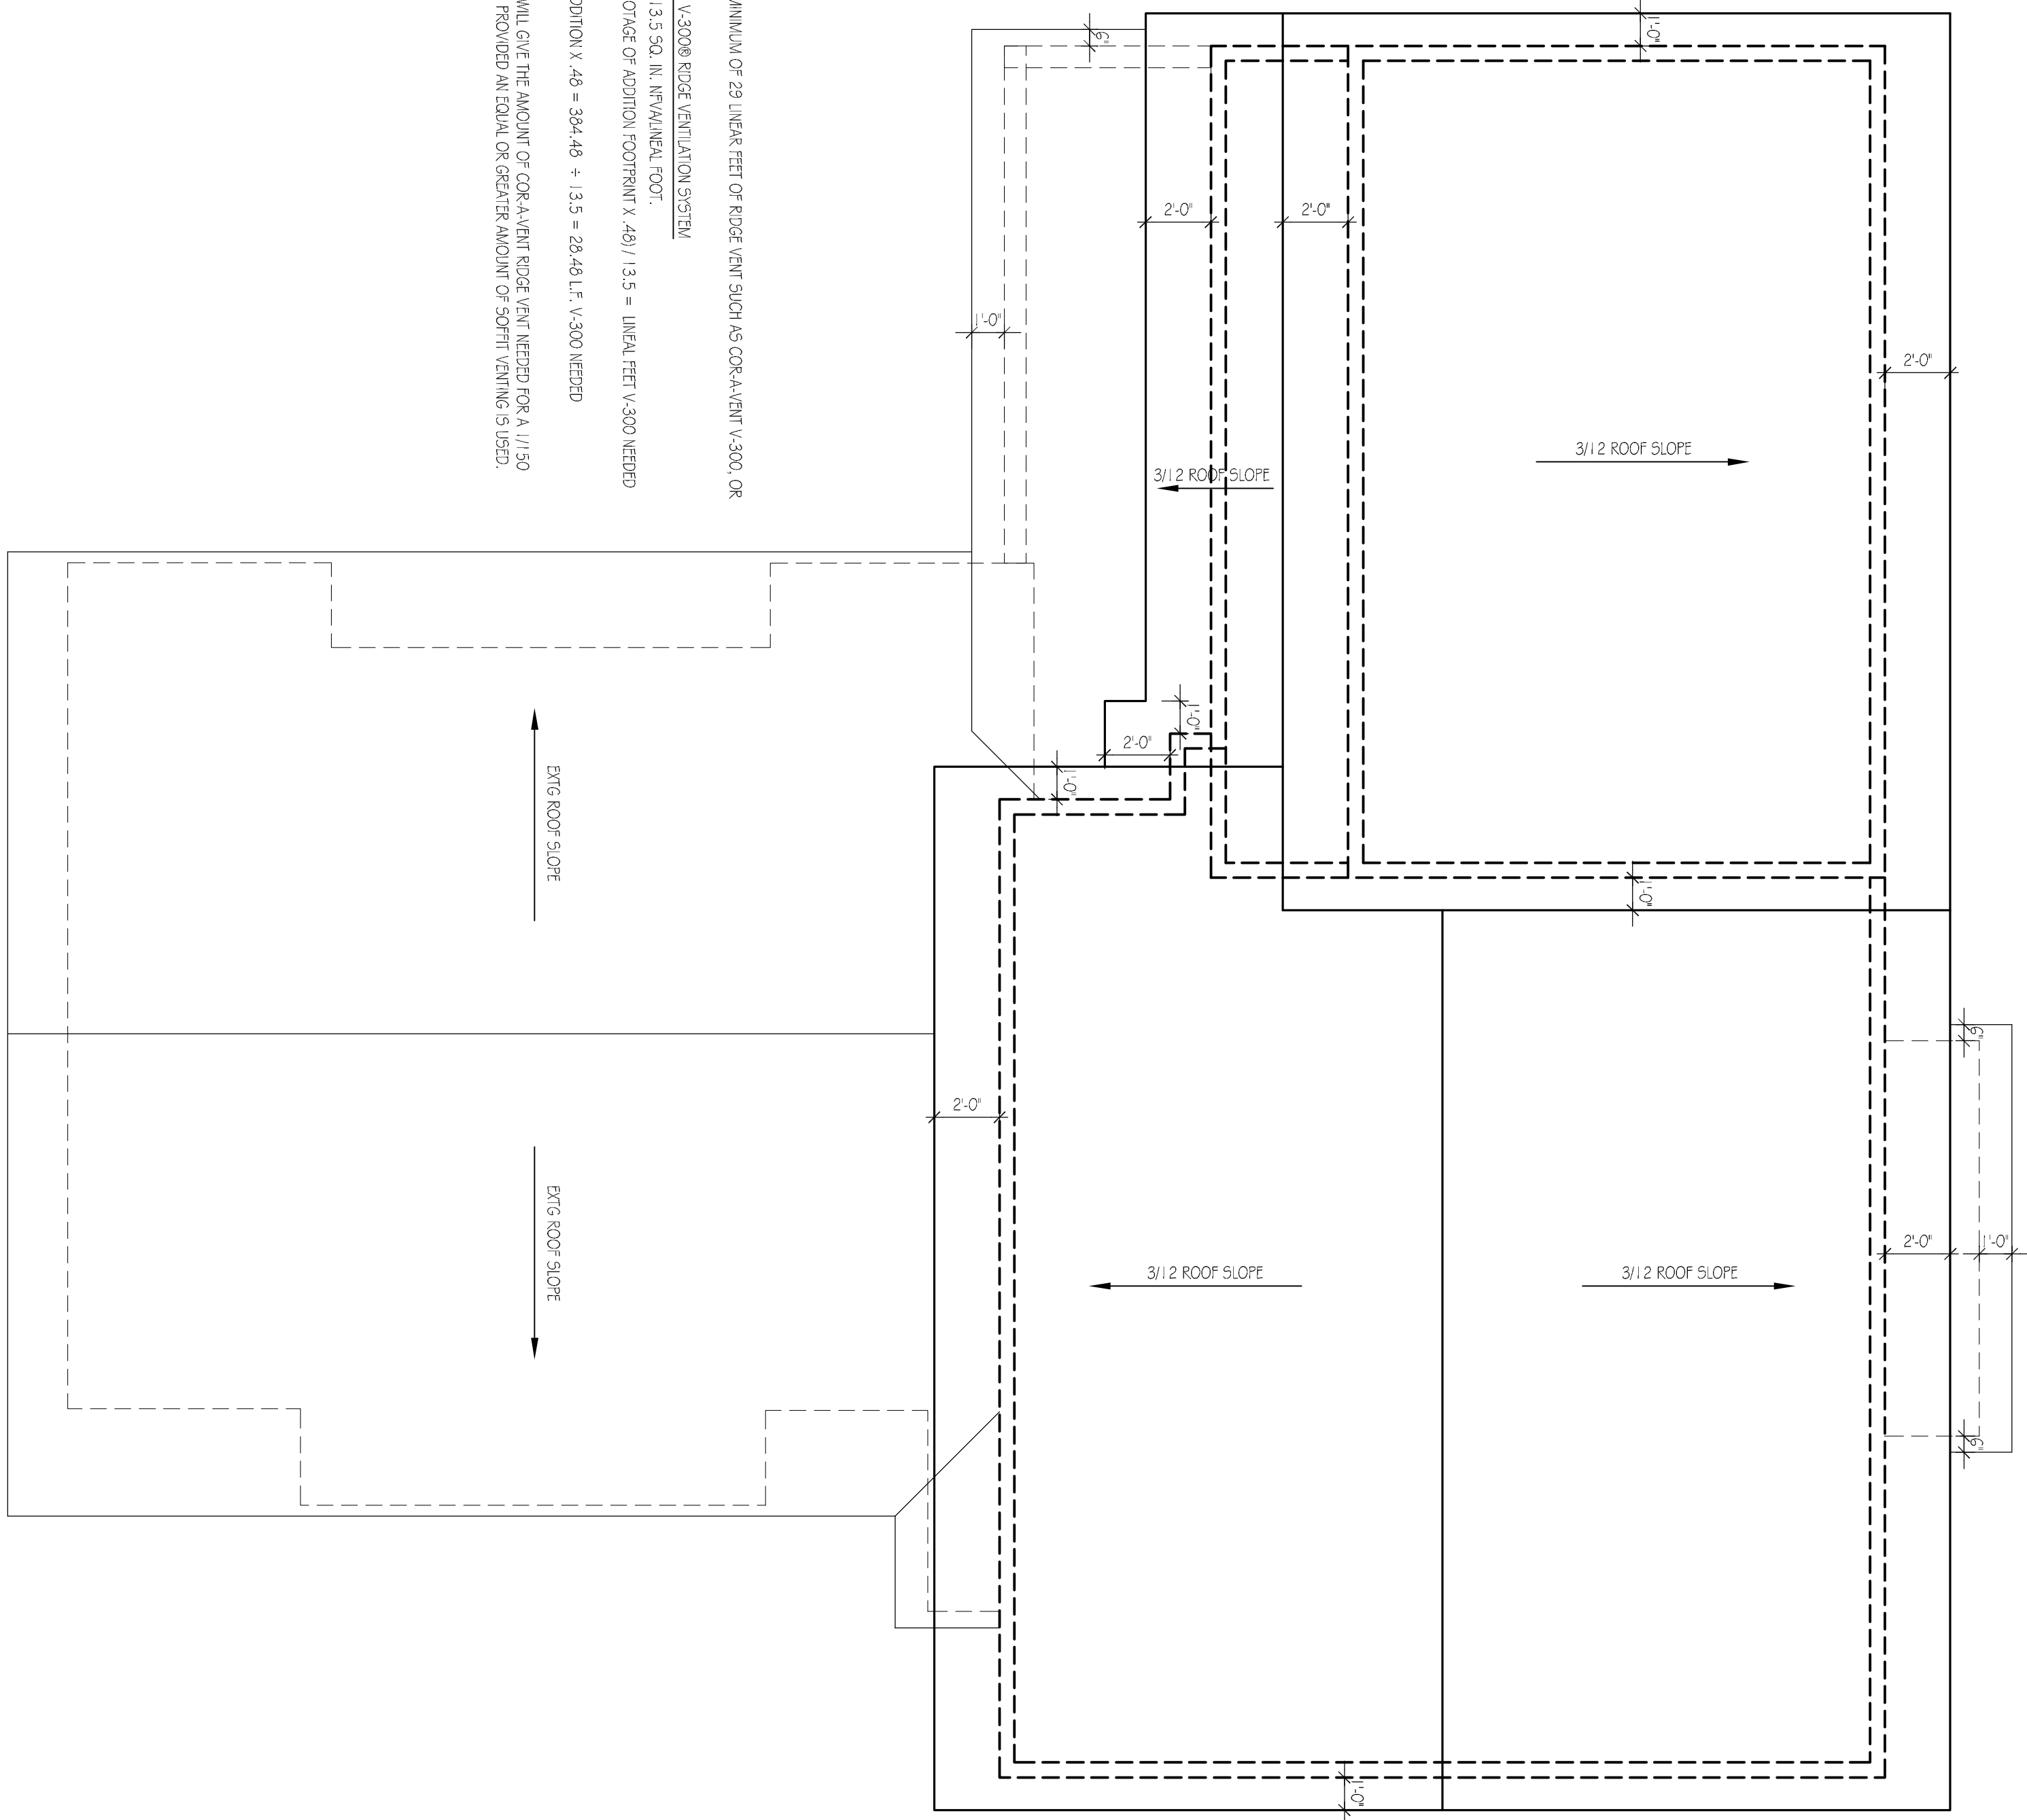 MINIMUM OF 29 LINEAR FEET OF RIDGE VENT SUCH AS COR-A-VENT V-300, OR
V-300® RIDGE VENTILATION SYSTEM
13.5 SQ. IN. NFVA/LINEAL FOOT.
OTAGE OF ADDITION FOOTPRINT X .48) / 13.5 = LINEAL FEET V-300 NEEDED
DDITION X .48 = 384.48 ÷ 13.5 = 28.48 L.F. V-300 NEEDED
WILL GIVE THE AMOUNT OF COR-A-VENT RIDGE VENT NEEDED FOR A 1/150
PROVIDED AN EQUAL OR GREATER AMOUNT OF SOFFIT VENTING IS USED.
1'-0"
6"
2'-0"
2'-0"
1'-0"
2'-0"
3/12 ROOF SLOPE
3/12 ROOF SLOPE
1'-0"
2'-0"
1'-0"
1'-0"
EXTG ROOF SLOPE
6"
2'-0"
EXTG ROOF SLOPE
2'-0"
1'-0"
3/12 ROOF SLOPE
3/12 ROOF SLOPE
6"
1'-0"